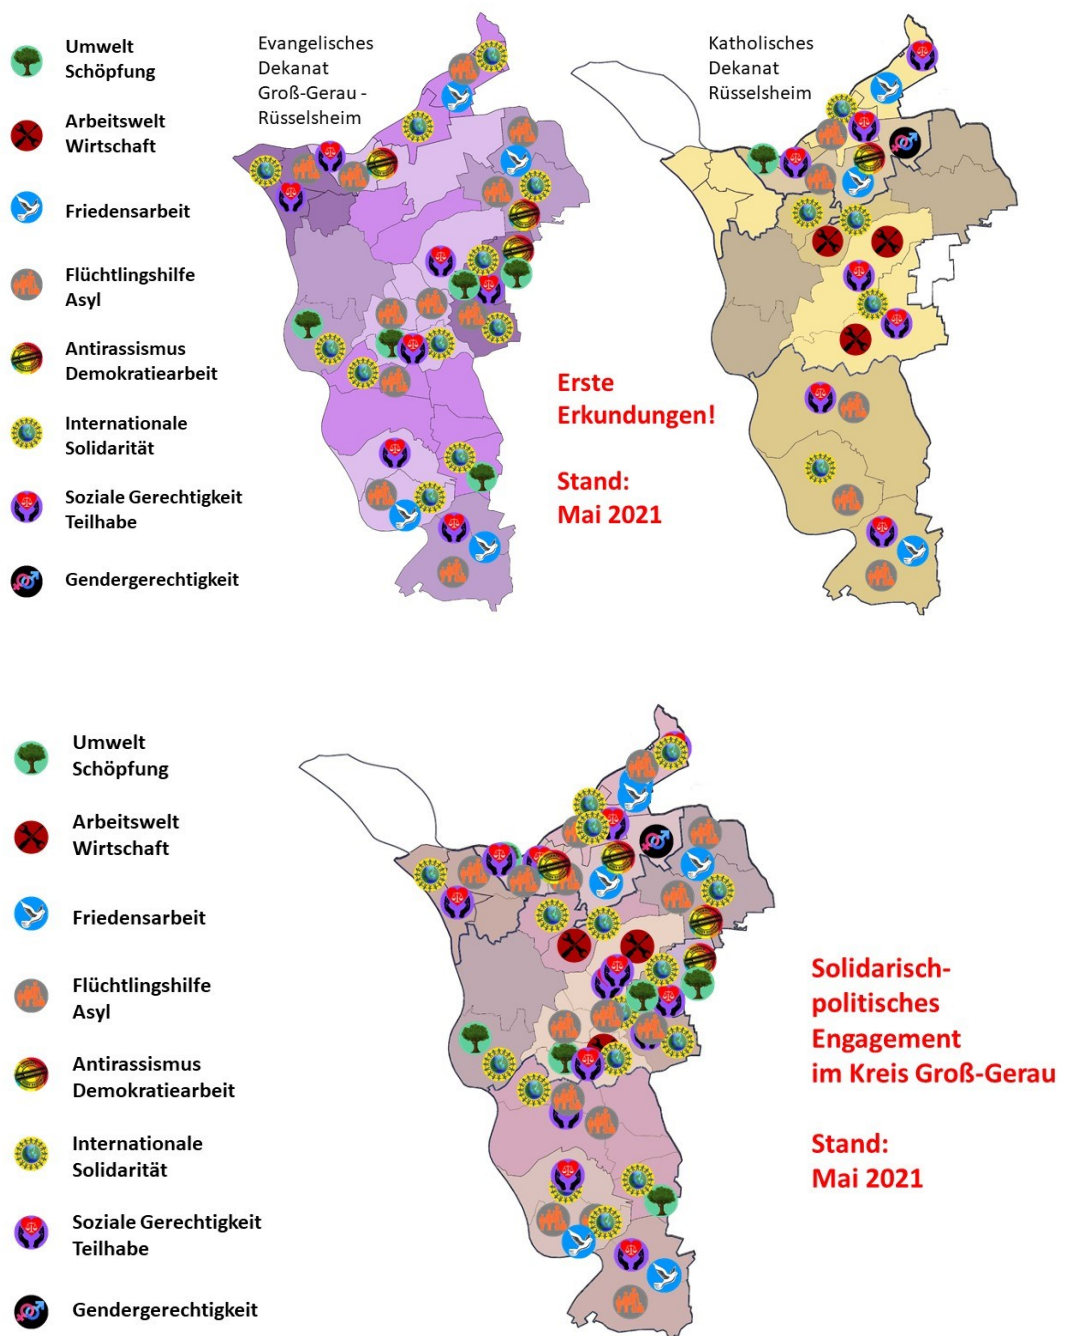 Umwelt
Schöpfung
Arbeitswelt
Wirtschaft
Friedensarbeit
Flüchtlingshilfe
Asyl
Antirassismus
Demokratiearbeit
Internationale
Solidarität
Soziale Gerechtigkeit
Teilhabe
Gendergerechtigkeit
Evangelisches
Dekanat
Groß-Gerau -
Rüsselsheim
Katholisches
Dekanat
Rüsselsheim
Erste
Erkundungen!
Stand:
Mai 2021
Umwelt
Schöpfung
Arbeitswelt
Wirtschaft
Friedensarbeit
Flüchtlingshilfe
Asyl
Antirassismus
Demokratiearbeit
Internationale
Solidarität
Soziale Gerechtigkeit
Teilhabe
Gendergerechtigkeit
Solidarisch-
politisches
Engagement
im Kreis Groß-Gerau
Stand:
Mai 2021